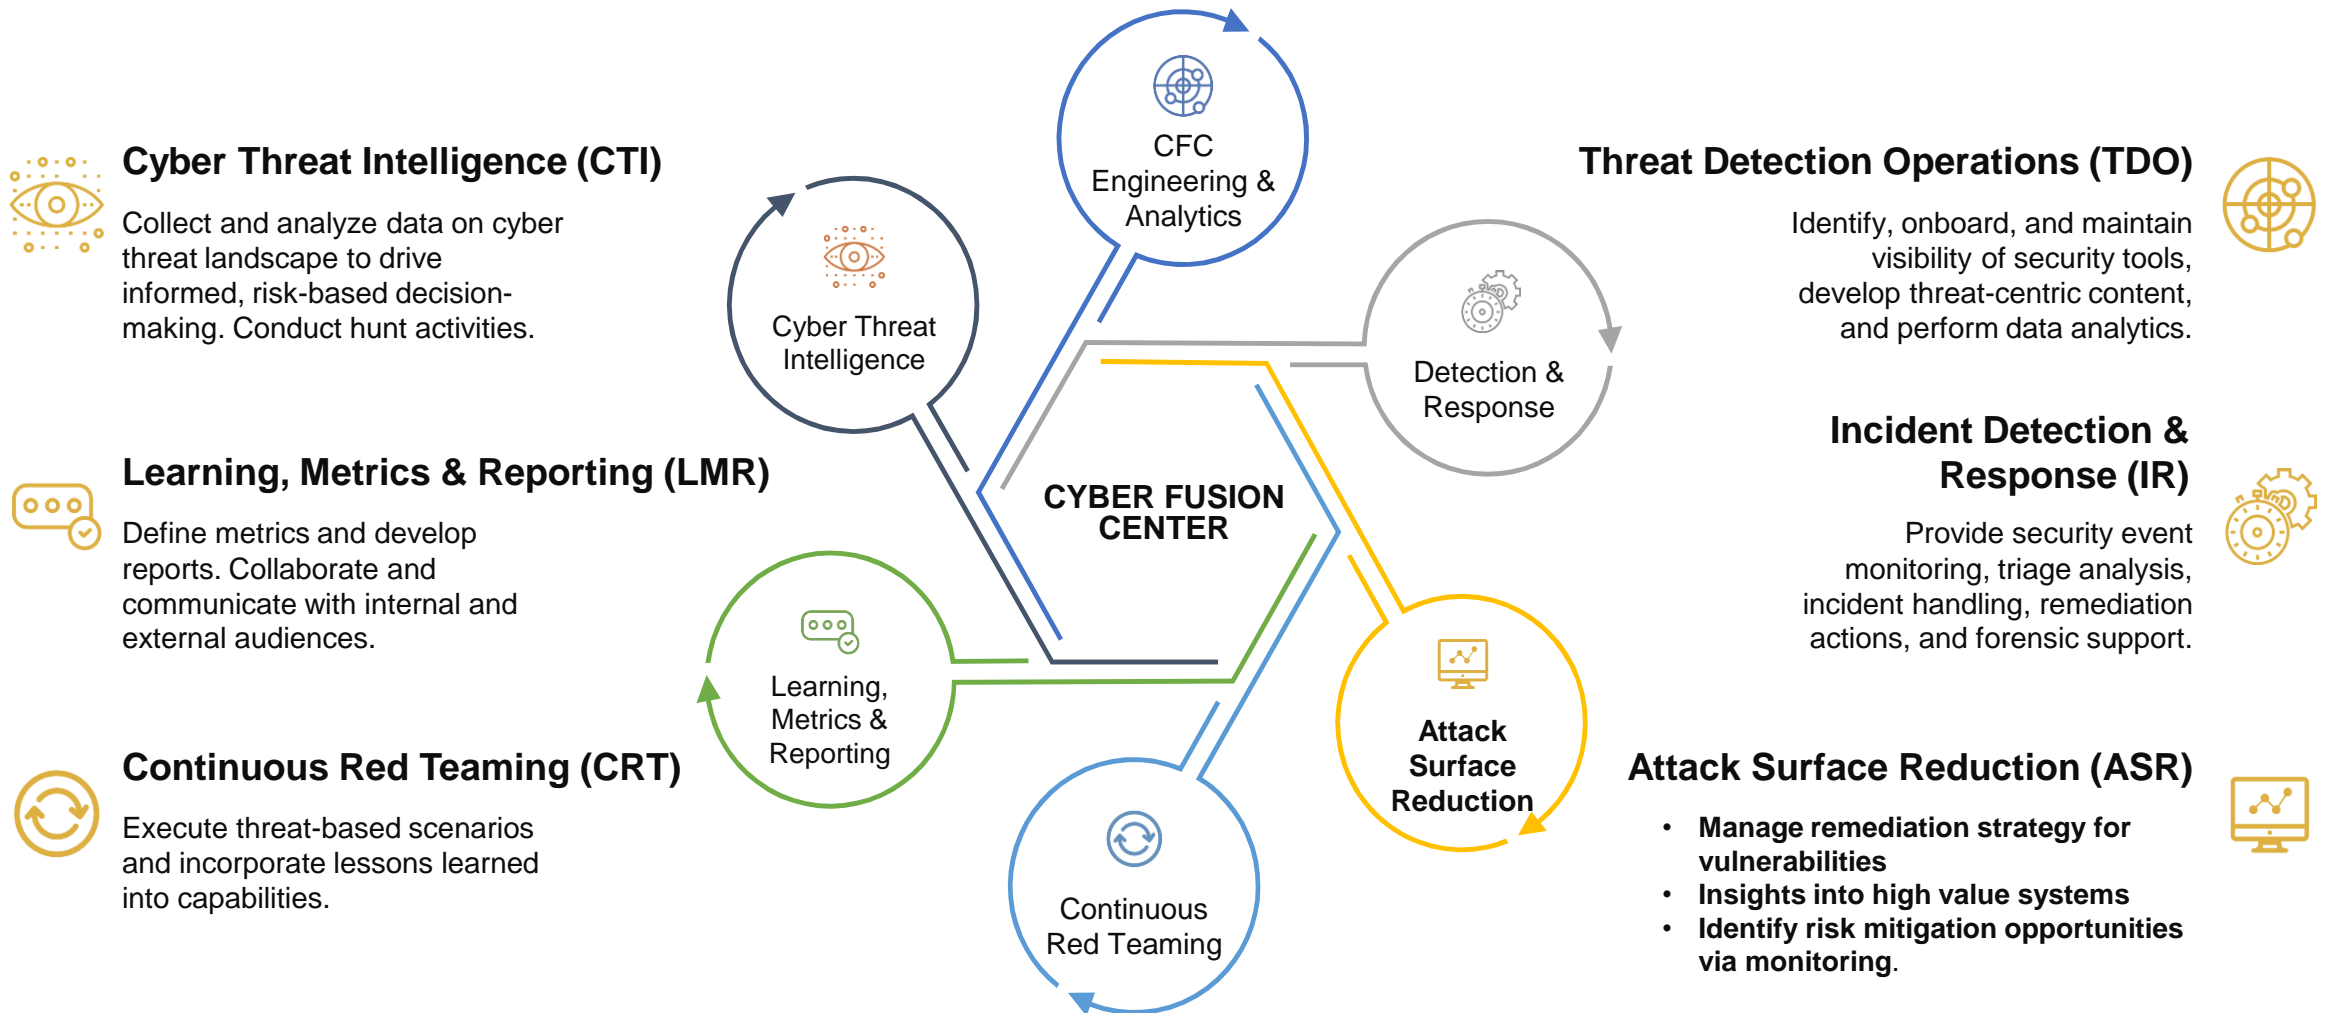 Cyber Threat Intelligence (CTI)
Collect and analyze data on cyber
threat landscape to drive
informed, risk-based decision-
making. Conduct hunt activities.
Learning, Metrics & Reporting (LMR)
Define metrics and develop
reports. Collaborate and
communicate with internal and
external audiences.
Continuous Red Teaming (CRT)
Execute threat-based scenarios
and incorporate lessons learned
into capabilities.
CFC
Engineering &
Analytics
Cyber Threat
Intelligence
Detection &
Response
CYBER FUSION
CENTER
Learning,
Metrics &
Reporting
Attack
Surface
Reduction
Continuous
Red Teaming
Threat Detection Operations (TDO)
Identify, onboard, and maintain
visibility of security tools,
develop threat-centric content,
and perform data analytics.
Incident Detection &
Response (IR)
Provide security event
monitoring, triage analysis,
incident handling, remediation
actions, and forensic support.
Attack Surface Reduction (ASR)
• Manage remediation strategy for
vulnerabilities
• Insights into high value systems
• Identify risk mitigation opportunities
via monitoring.